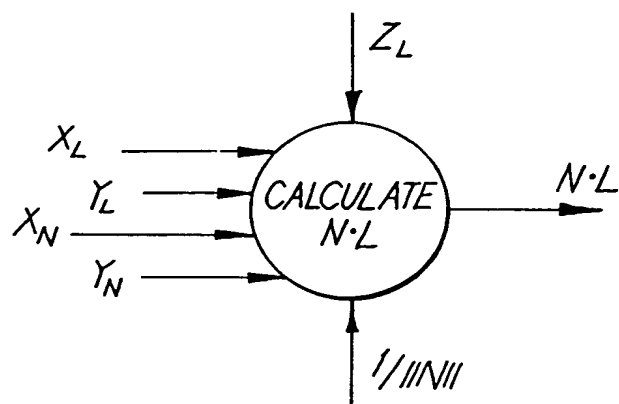 Z_L
X_L
Y_L
X_N
Y_N
CALCULATE
N·L
N·L
1/||N||